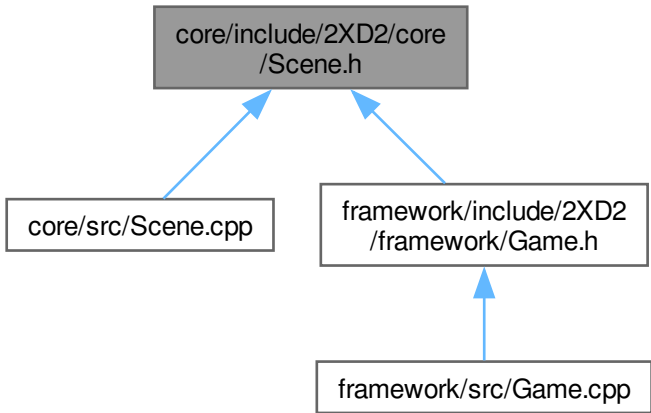 core/include/2XD2/core
/Scene.h
core/src/Scene.cpp
framework/include/2XD2
/framework/Game.h
framework/src/Game.cpp